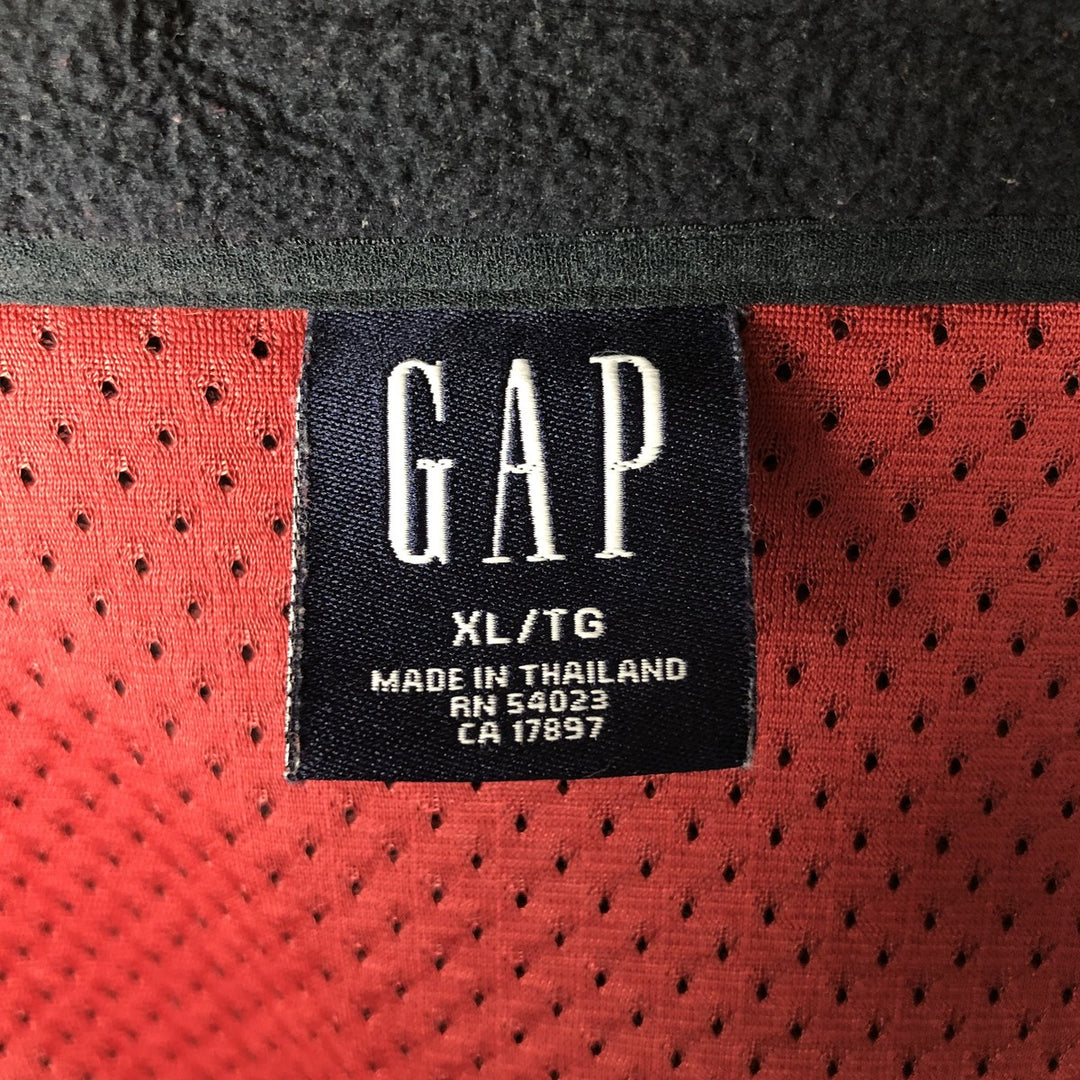 GAP
XL/TG
MADE IN THAILAND
RN 54023
CA 17897